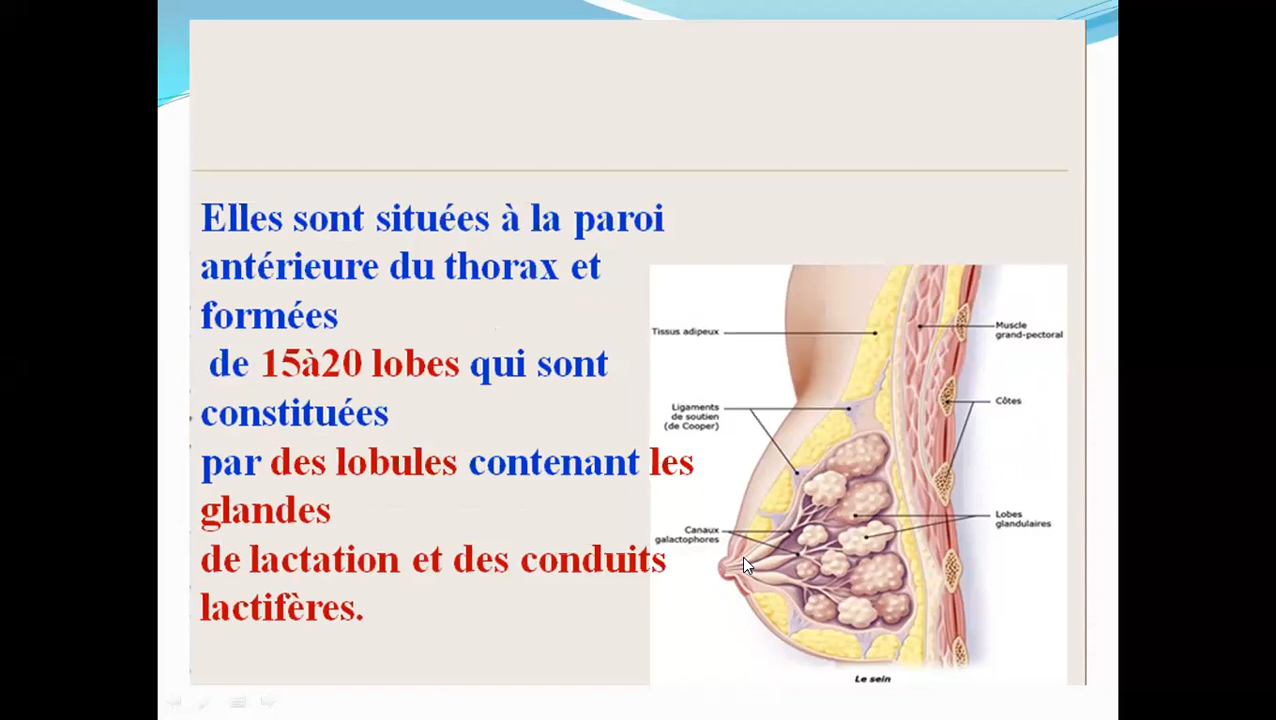 Elles sont situées à la paroi
antérieure du thorax et
formées
de 15à20 lobes qui sont
constituées
par des lobules contenant les
glandes
de lactation et des conduits
lactifères.
Tissus adipeux
Ligaments
de soutien
(de Cooper)
Canaux
galactophores
Muscle
grand-pectoral
Côtes
Lobes
glandulaires
Le sein